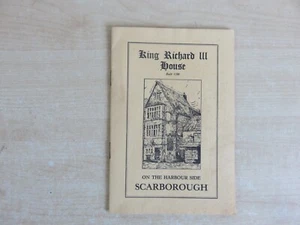 King Richard III
House
ON THE HARBOUR SIDE
SCARBOROUGH